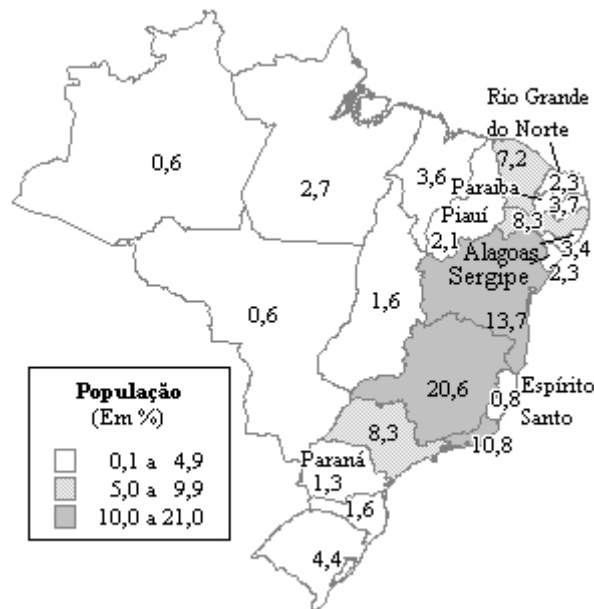 Rio Grande
do Norte
7,2
0,6
3,6
2,3
2,7
Paraíba
3,7
Piauí
8,3
2,1
3,4
Alagoas
Sergipe
2,3
0,6
1,6
13,7
20,6
Espírito
0,8
Santo
8,3
10,8
Paraná
1,3
1,6
4,4
População
(Em %)
0,1 a 4,9
5,0 a 9,9
10,0 a 21,0